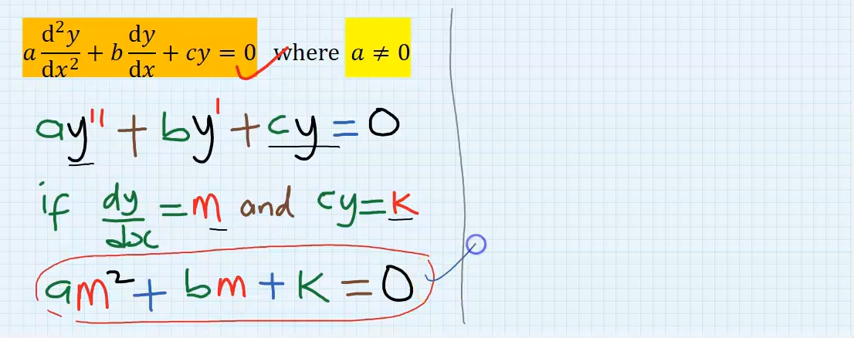 a d²y/dx² + b dy/dx + cy = 0 where a ≠ 0
ay" + by' + cy = 0
if dy/dx = m and cy = k
am² + bm + k = 0